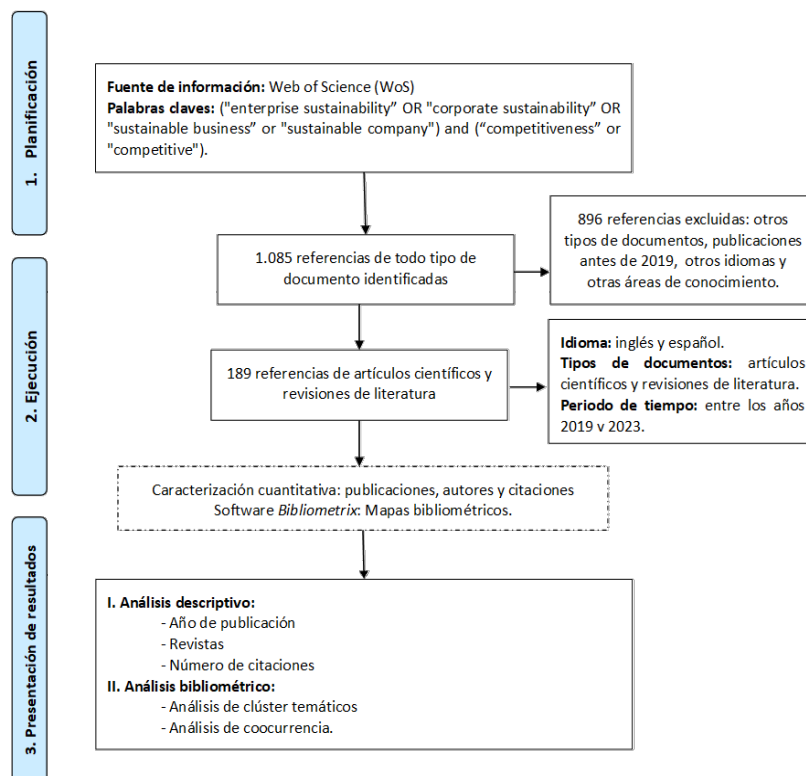 1. Planificación
Fuente de información: Web of Science (WoS)
Palabras claves: ("enterprise sustainability” OR "corporate sustainability” OR
"sustainable business” or "sustainable company") and (“competitiveness” or
"competitive").
1.085 referencias de todo tipo de
documento identificadas
896 referencias excluidas: otros
tipos de documentos, publicaciones
antes de 2019, otros idiomas y
otras áreas de conocimiento.
2. Ejecución
189 referencias de artículos científicos y
revisiones de literatura
Idioma: inglés y español.
Tipos de documentos: artículos
científicos y revisiones de literatura.
Periodo de tiempo: entre los años
2019 v 2023.
Caracterización cuantitativa: publicaciones, autores y citaciones
Software Bibliometrix: Mapas bibliométricos.
3. Presentación de resultados
I. Análisis descriptivo:
- Año de publicación
- Revistas
- Número de citaciones
II. Análisis bibliométrico:
- Análisis de clúster temáticos
- Análisis de coocurrencia.